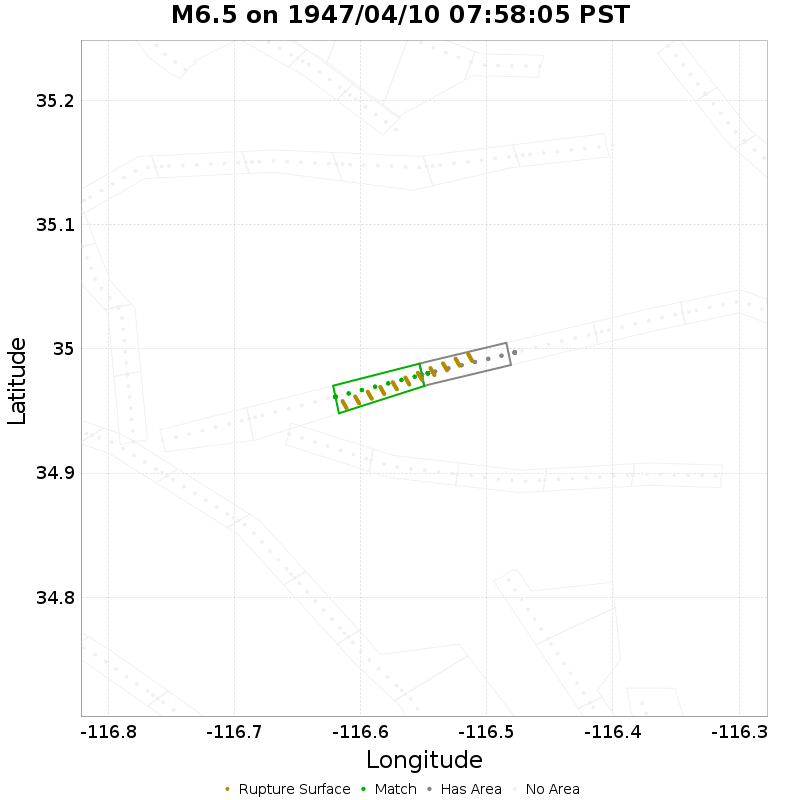 M6.5 on 1947/04/10 07:58:05 PST
35.2
35.1
35
34.9
34.8
Latitude
-116.8 -116.7 -116.6 -116.5 -116.4 -116.3
Longitude
Rupture Surface Match Has Area No Area